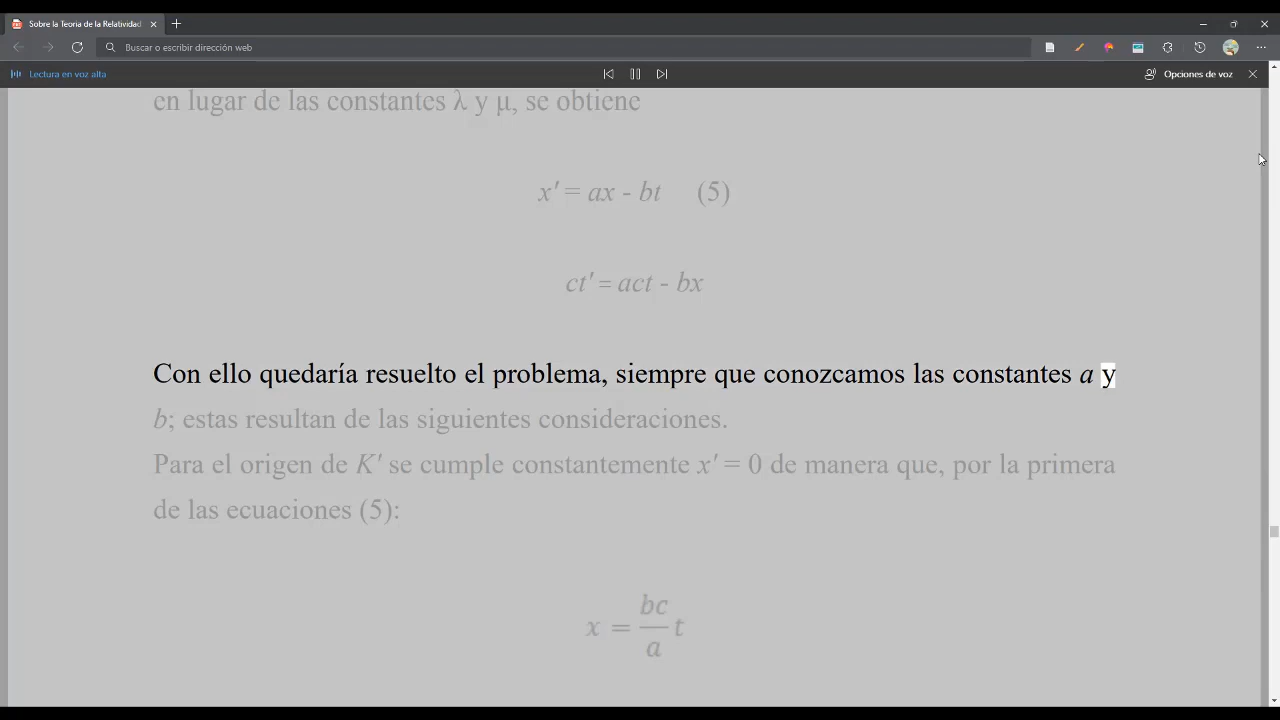 Sobre la Teoria de la Relatividad
Buscar o escribir dirección web
Lectura en voz alta
Opciones de voz
en lugar de las constantes λ y μ, se obtiene
x' = ax - bt (5)
ct' = act - bx
Con ello quedaría resuelto el problema, siempre que conozcamos las constantes a y
b; estas resultan de las siguientes consideraciones.
Para el origen de K' se cumple constantemente x' = 0 de manera que, por la primera
de las ecuaciones (5):
x = bc/a t